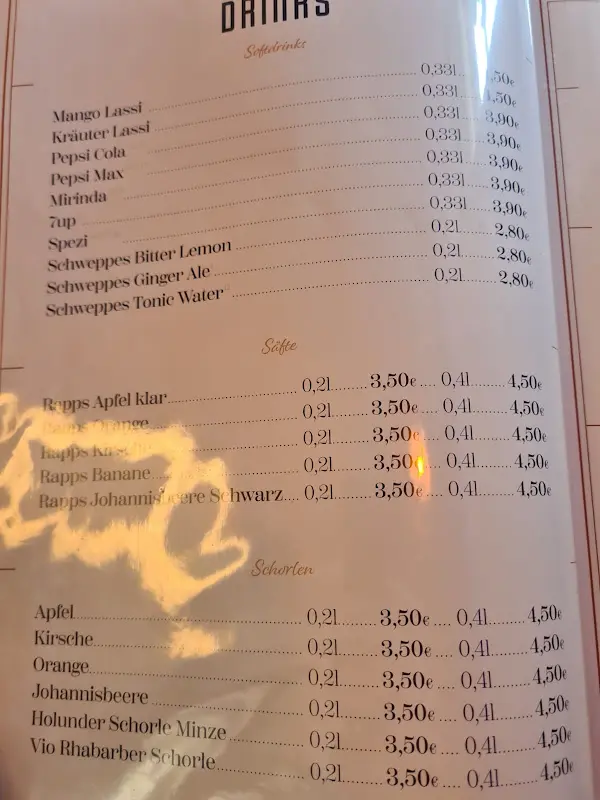 DRINKS
Softdrinks
Mango Lassi 0,33l ,50€
Kräuter Lassi 0,33l ,50€
Pepsi Cola 0,33l 3,90€
Pepsi Max 0,33l 3,90€
Mirinda 0,33l 3,90€
7up 0,33l 3,90€
Spezi 0,33l 3,90€
Schweppes Bitter Lemon 0,2l 2,80€
Schweppes Ginger Ale 0,2l 2,80€
Schweppes Tonic Water 0,2l 2,80€
Säfte
Rapps Apfel klar 0,2l 3,50€ 0,4l 4,50€
Rapps Orange 0,2l 3,50€ 0,4l 4,50€
Rapps Kirsche 0,2l 3,50€ 0,4l 4,50€
Rapps Banane 0,2l 3,50€ 0,4l 4,50€
Rapps Johannisbeere Schwarz 0,2l 3,50€ 0,4l 4,50€
Schorlen
Apfel 0,2l 3,50€ 0,4l 4,50€
Kirsche 0,2l 3,50€ 0,4l 4,50€
Orange 0,2l 3,50€ 0,4l 4,50€
Johannisbeere 0,2l 3,50€ 0,4l 4,50€
Holunder Schorle Minze 0,2l 3,50€ 0,4l 4,50€
Vio Rhabarber Schorle 0,2l 3,50€ 0,4l 4,50€